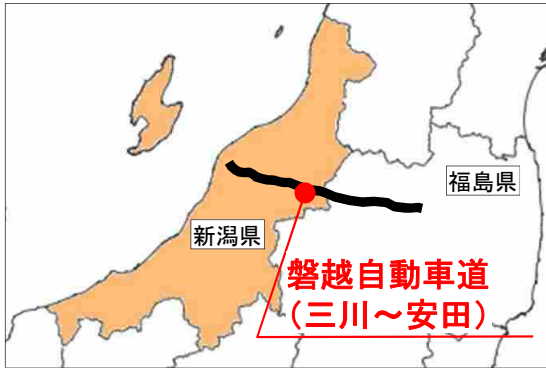 福島県
新潟県
磐越自動車道
（三川～安田）